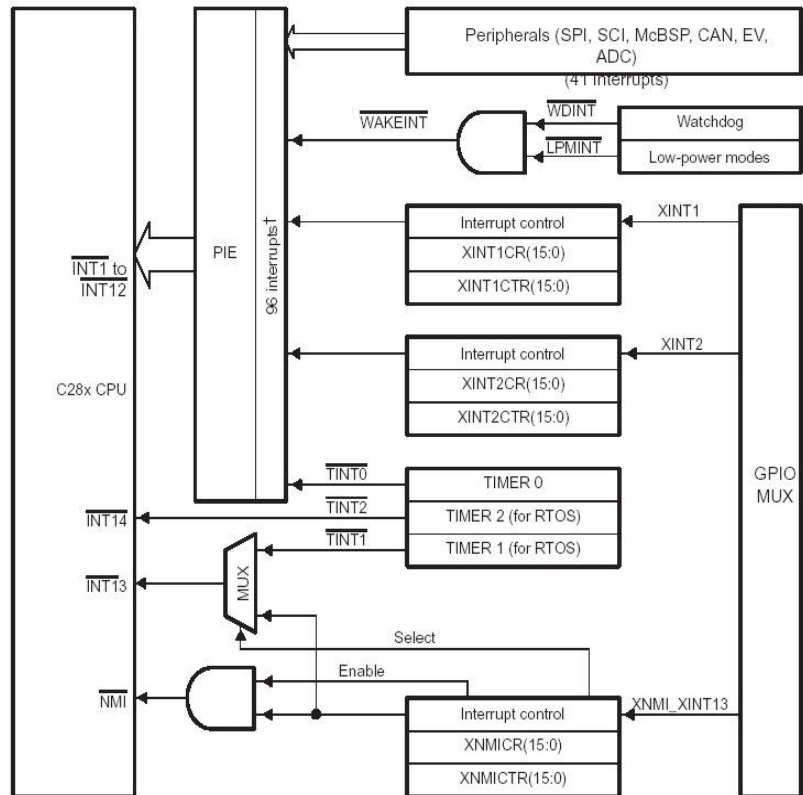 Peripherals (SPI, SCI, McBSP, CAN, EV,
ADC)
(41 Interrupts)
WAKEINT
WDINT
LPMINT
Watchdog
Low-power modes
PIE
96 interrupts†
INT1 to
INT12
C28x CPU
Interrupt control
XINT1CR(15:0)
XINT1CTR(15:0)
XINT1
Interrupt control
XINT2CR(15:0)
XINT2CTR(15:0)
XINT2
GPIO
MUX
TINT0
TIMER 0
TINT2
TIMER 2 (for RTOS)
TINT1
TIMER 1 (for RTOS)
INT14
INT13
MUX
Select
Enable
NMI
Interrupt control
XNMICR(15:0)
XNMICTR(15:0)
XNMI_XINT13